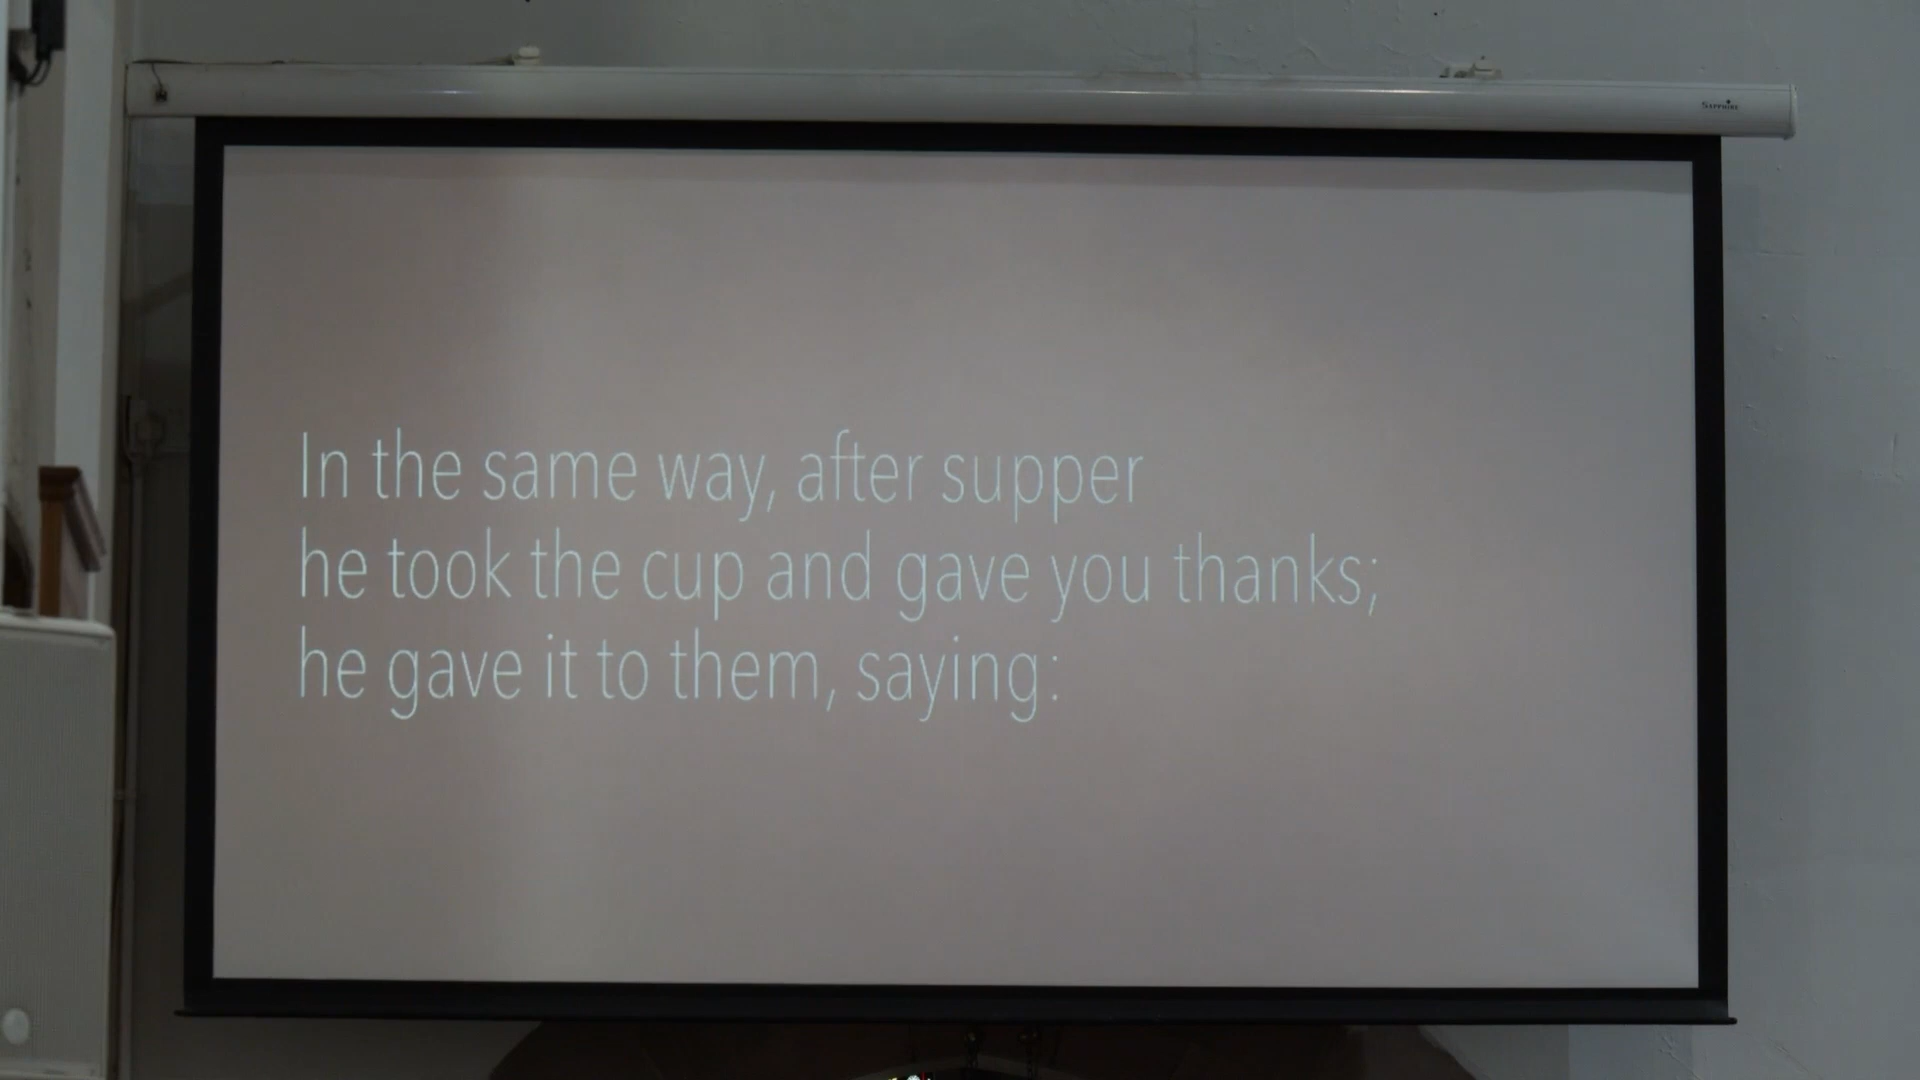 Sapphire
In the same way, after supper
he took the cup and gave you thanks;
he gave it to them, saying: